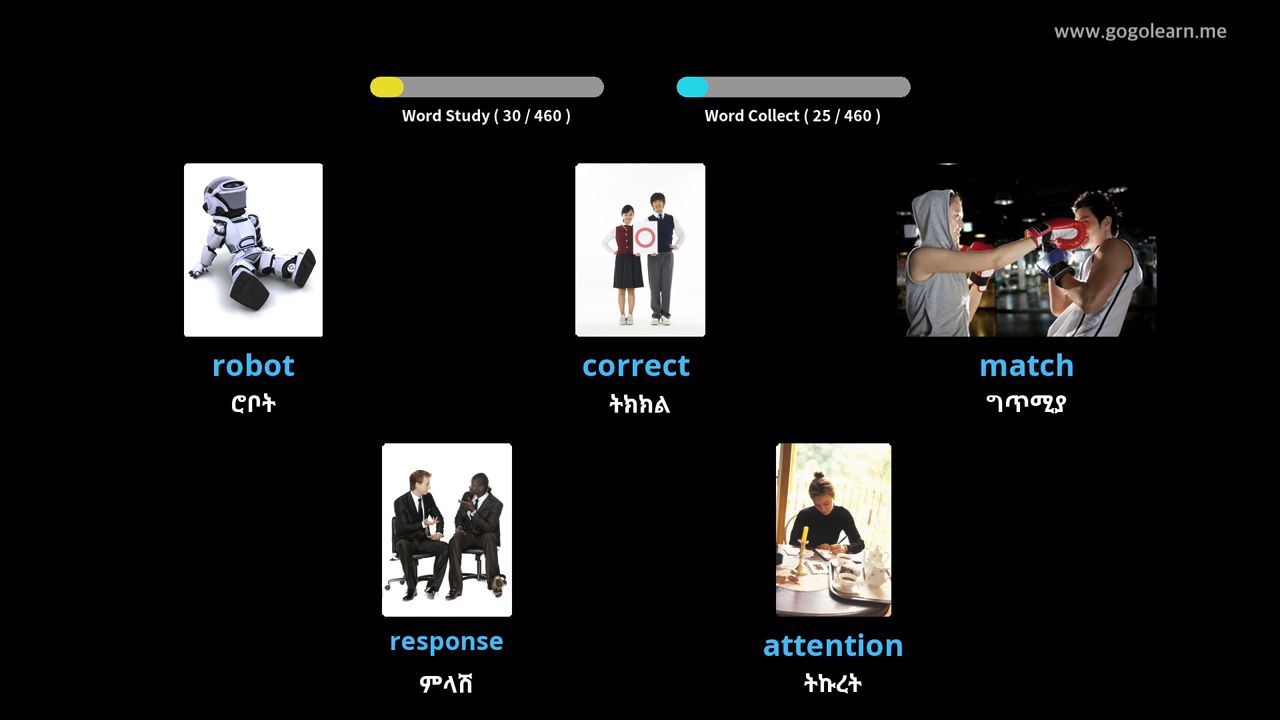 www.gogolearn.me
Word Study ( 30 / 460 )
Word Collect ( 25 / 460 )
robot
ሮቦት
correct
ትክክል
match
ግጥሚያ
response
ምላሽ
attention
ትኩረት